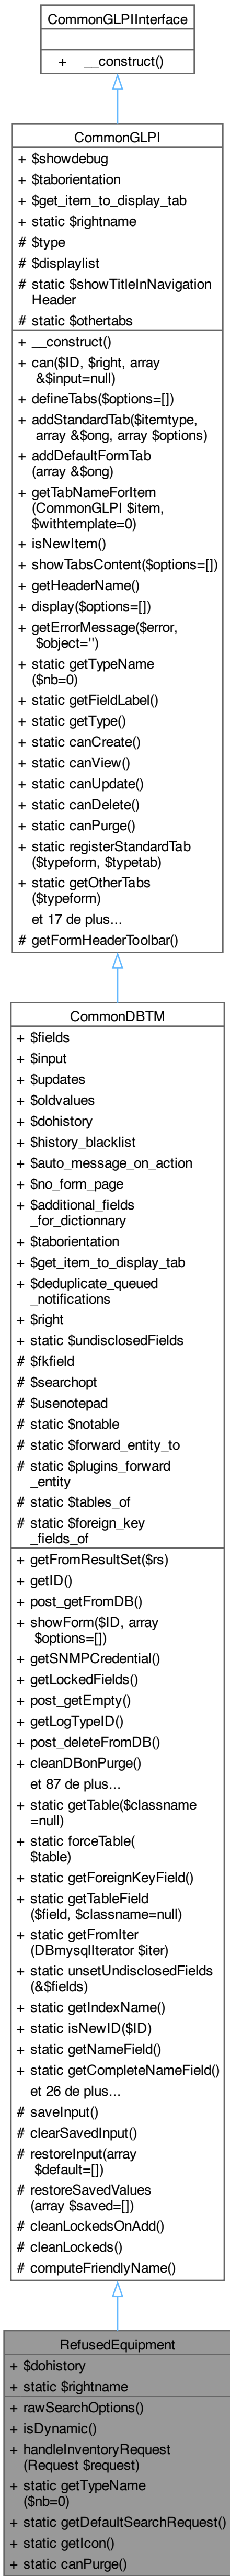 CommonGLPIInterface
+ __construct()
CommonGLPI
+ $showdebug
+ $taborientation
+ $get_item_to_display_tab
+ static $rightname
# $type
# $displaylist
# static $showTitleInNavigation
Header
# static $othertabs
+ __construct()
+ can($ID, $right, array
&$input=null)
+ defineTabs($options=[])
+ addStandardTab($itemtype,
array &$ong, array $options)
+ addDefaultFormTab
(array &$ong)
+ getTabNameForItem
(CommonGLPI $item,
$withtemplate=0)
+ isNewItem()
+ showTabsContent($options=[])
+ getHeaderName()
+ display($options=[])
+ getErrorMessage($error,
$object='')
+ static getTypeName
($nb=0)
+ static getFieldLabel()
+ static getType()
+ static canCreate()
+ static canView()
+ static canUpdate()
+ static canDelete()
+ static canPurge()
+ static registerStandardTab
($typeform, $typetab)
+ static getOtherTabs
($typeform)
et 17 de plus...
# getFormHeaderToolbar()
CommonDBTM
+ $fields
+ $input
+ $updates
+ $oldvalues
+ $dohistory
+ $history_blacklist
+ $auto_message_on_action
+ $no_form_page
+ $additional_fields
_for_dictionnary
+ $taborientation
+ $get_item_to_display_tab
+ $deduplicate_queued
_notifications
+ $right
+ static $undisclosedFields
# $fkfield
# $searchopt
# $usenotepad
# static $notable
# static $forward_entity_to
# static $plugins_forward
_entity
# static $tables_of
# static $foreign_key
_fields_of
+ getFromResultSet($rs)
+ getID()
+ post_getFromDB()
+ showForm($ID, array
$options=[])
+ getSNMPCredential()
+ getLockedFields()
+ post_getEmpty()
+ getLogTypeID()
+ post_deleteFromDB()
+ cleanDBonPurge()
et 87 de plus...
+ static getTable($classname
=null)
+ static forceTable(
$table)
+ static getForeignKeyField()
+ static getTableField
($field, $classname=null)
+ static getFromIter
(DBmysqlIterator $iter)
+ static unsetUndisclosedFields
(&$fields)
+ static getIndexName()
+ static isNewID($ID)
+ static getNameField()
+ static getCompleteNameField()
et 26 de plus...
# saveInput()
# clearSavedInput()
# restoreInput(array
$default=[])
# restoreSavedValues
(array $saved=[])
# cleanLockedsOnAdd()
# cleanLockeds()
# computeFriendlyName()
RefusedEquipment
+ $dohistory
+ static $rightname
+ rawSearchOptions()
+ isDynamic()
+ handleInventoryRequest
(Request $request)
+ static getTypeName
($nb=0)
+ static getDefaultSearchRequest()
+ static getIcon()
+ static canPurge()